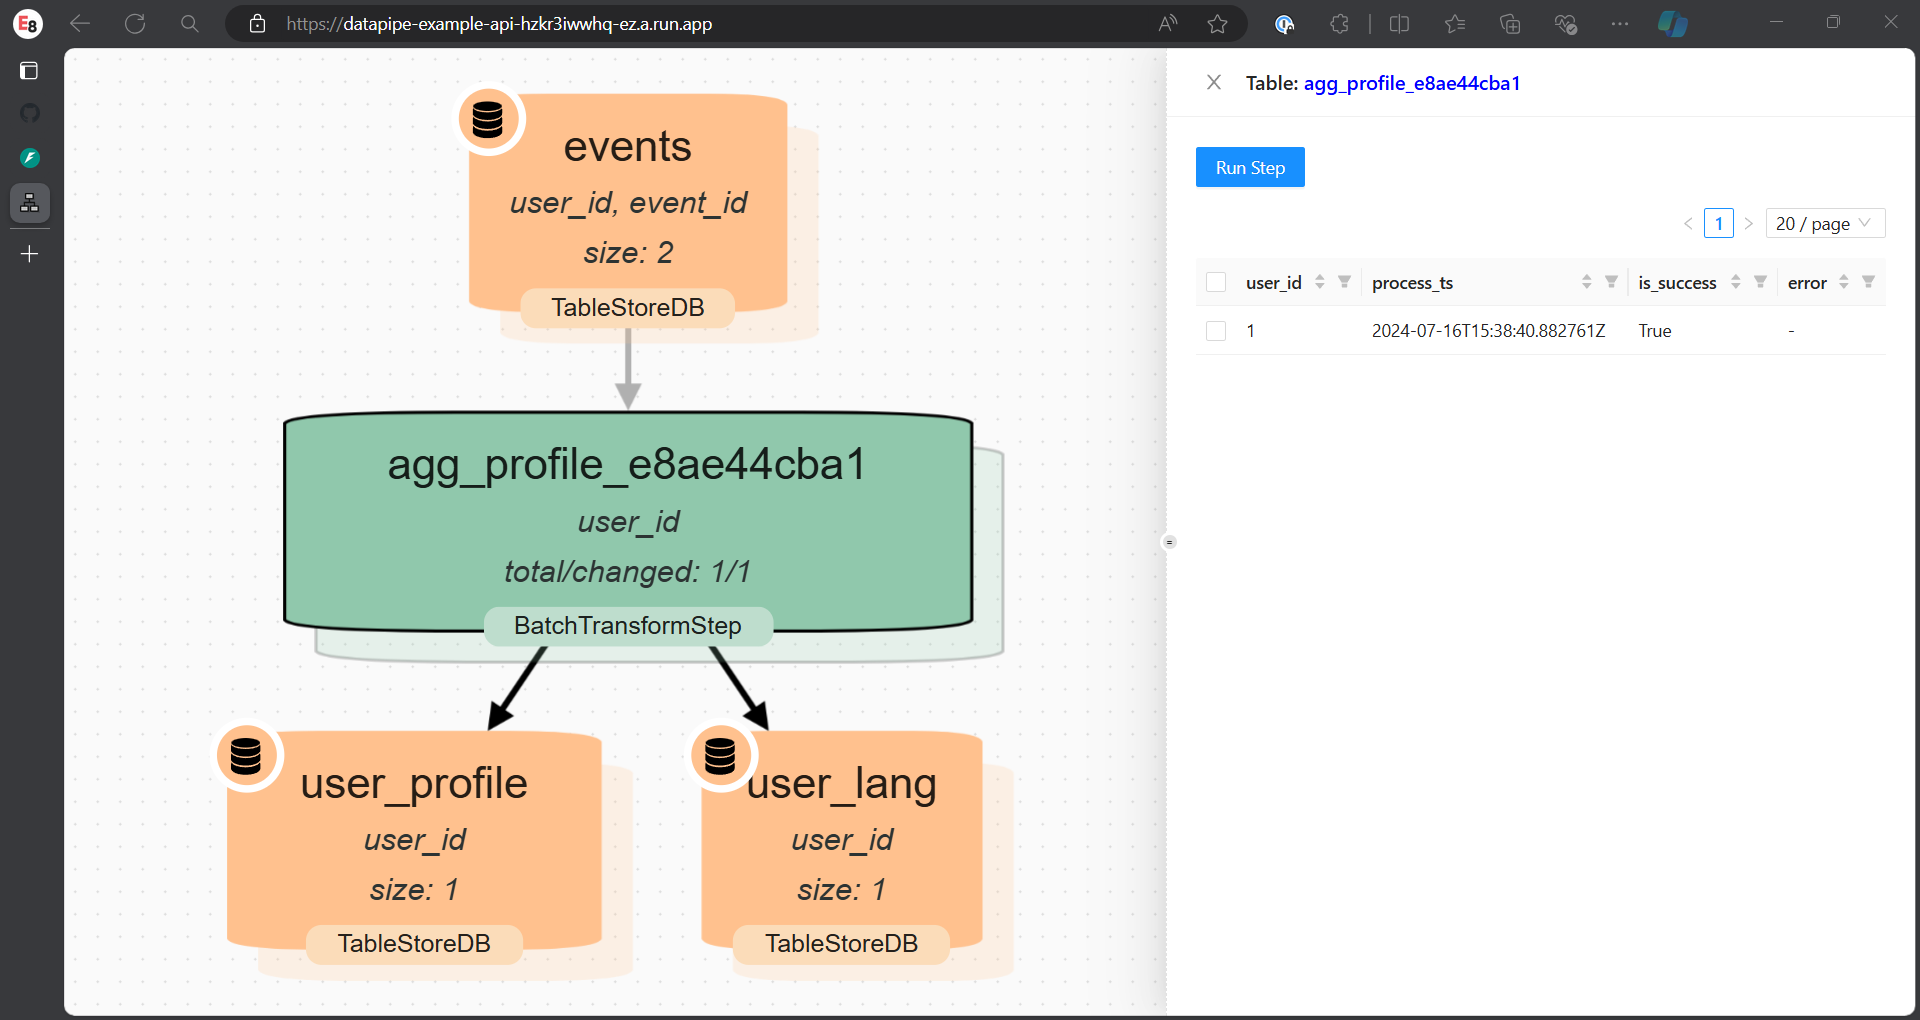 E8
https://datapipe-example-api-hzkr3iwwhq-ez.a.run.app
events
user_id, event_id
size: 2
TableStoreDB
agg_profile_e8ae44cba1
user_id
total/changed: 1/1
BatchTransformStep
user_profile
user_id
size: 1
TableStoreDB
user_lang
user_id
size: 1
TableStoreDB
Table: agg_profile_e8ae44cba1
Run Step
1
20 / page
user_id process_ts is_success error
1 2024-07-16T15:38:40.882761Z True -